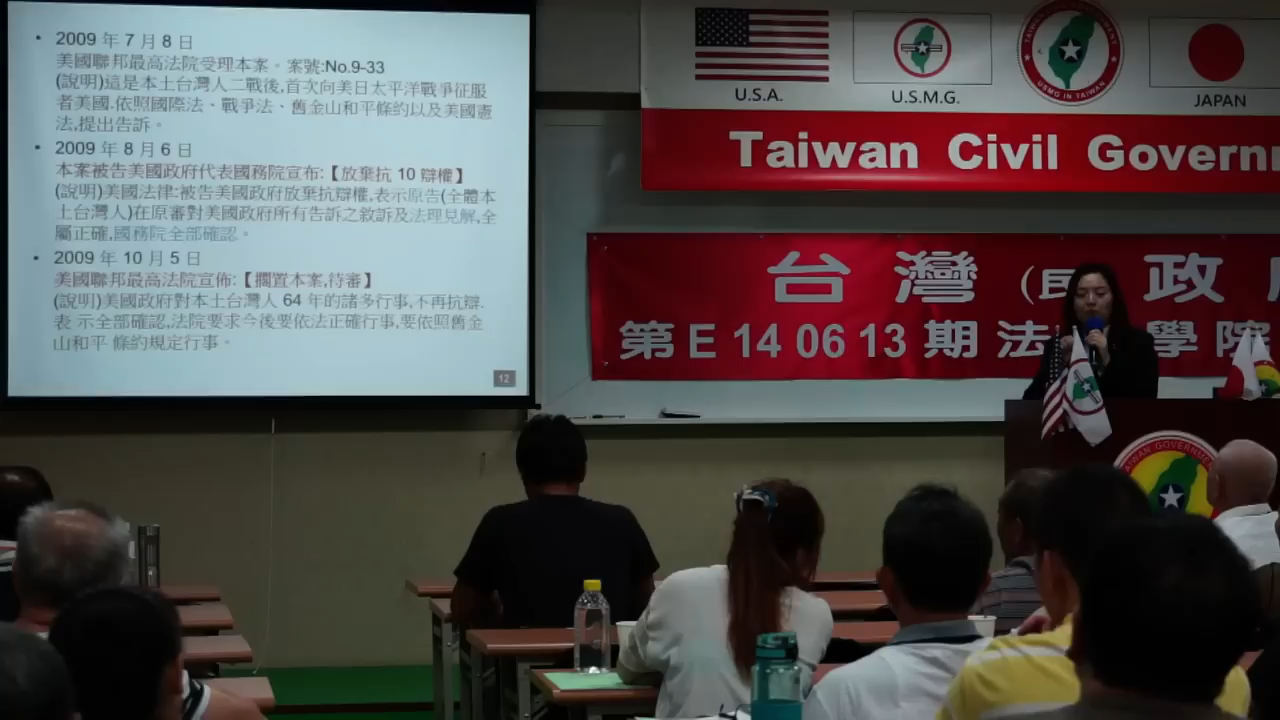 • 2009 年 7 月 8 日
美國聯邦最高法院受理本案。案號:No.9-33
(說明)這是本土台灣人二戰後,首次向美日太平洋戰爭征服
者美國.依照國際法、戰爭法、舊金山和平條約以及美國憲
法,提出告訴。
• 2009 年 8 月 6 日
本案被告美國政府代表國務院宣布:【放棄抗 10 辯權】
(說明)美國法律:被告美國政府放棄抗辯權,表示原告(全體本
土台灣人)在原審對美國政府所有告訴之敘訴及法理見解,全
屬正確,國務院全部確認。
• 2009 年 10 月 5 日
美國聯邦最高法院宣佈:【擱置本案,待審】
(說明)美國政府對本土台灣人 64 年的諸多行事,不再抗辯.
表 示全部確認,法院要求今後要依法正確行事,要依照舊金
山和平 條約規定行事。
12
U.S.A.
U.S.M.G.
TAIWAN GOVERNMENT
USMG IN TAIWAN
JAPAN
Taiwan Civil Governm
台灣(民 政府
第 E 14 06 13 期 法 學院
TAIWAN GOVERNMENT